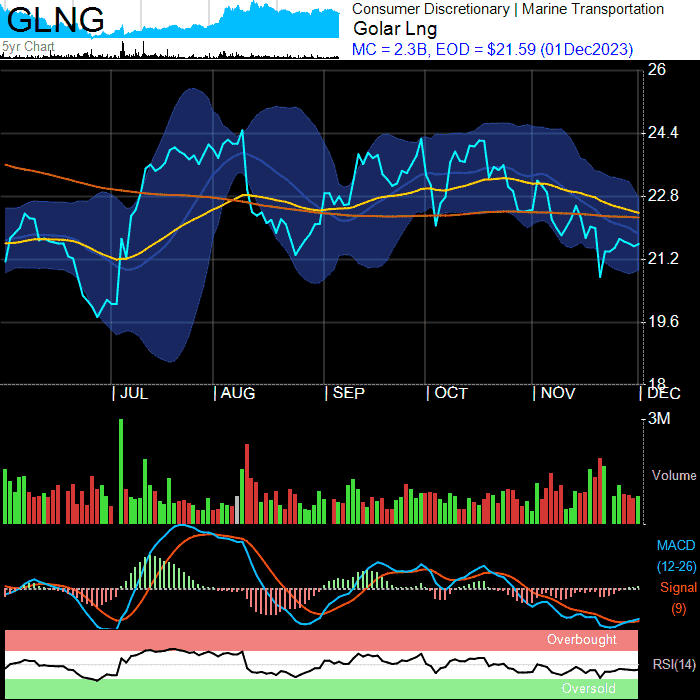 GLNG
5yr Chart
Consumer Discretionary | Marine Transportation
Golar Lng
MC = 2.3B, EOD = $21.59 (01Dec2023)
26
24.4
22.8
21.2
19.6
18
JUL AUG SEP OCT NOV DEC
3M
Volume
MACD
(12-26)
Signal
(9)
Overbought
RSI(14)
Oversold